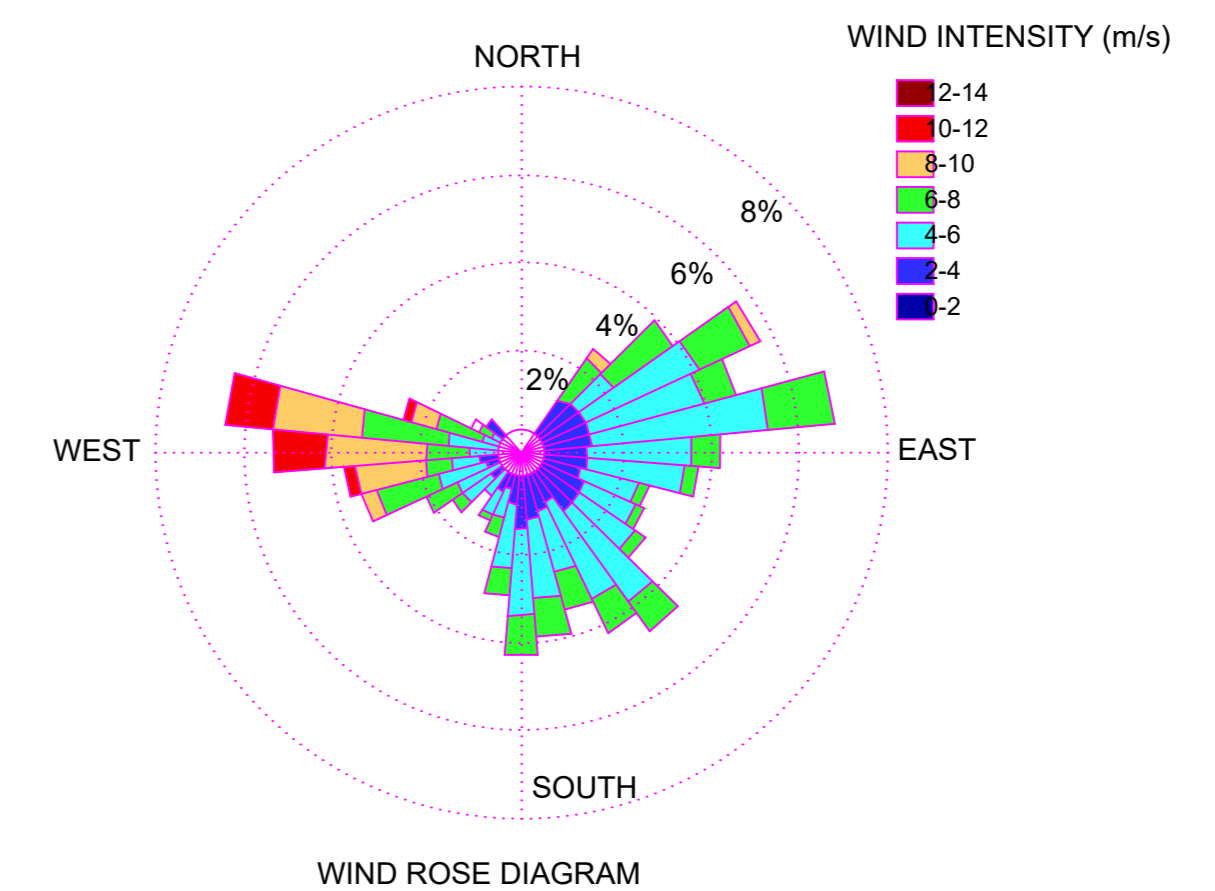 WIND INTENSITY (m/s)
NORTH
12-14
10-12
8-10
6-8
4-6
2-4
0-2
8%
6%
4%
2%
WEST
EAST
SOUTH
WIND ROSE DIAGRAM